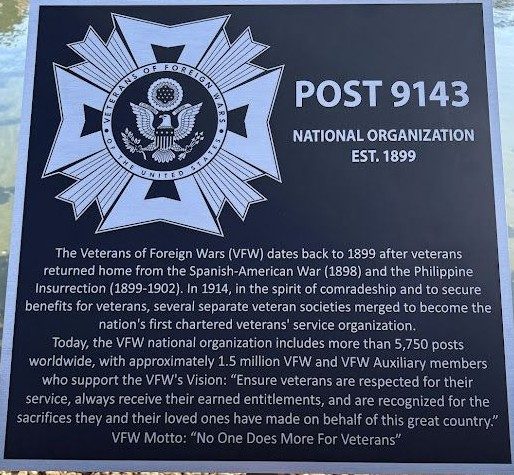 VETERANS OF FOREIGN WARS
OF THE UNITED STATES
POST 9143
NATIONAL ORGANIZATION
EST. 1899
The Veterans of Foreign Wars (VFW) dates back to 1899 after veterans
returned home from the Spanish-American War (1898) and the Philippine
Insurrection (1899-1902). In 1914, in the spirit of comradeship and to secure
benefits for veterans, several separate veteran societies merged to become the
nation's first chartered veterans' service organization.
Today, the VFW national organization includes more than 5,750 posts
worldwide, with approximately 1.5 million VFW and VFW Auxiliary members
who support the VFW's Vision: “Ensure veterans are respected for their
service, always receive their earned entitlements, and are recognized for the
sacrifices they and their loved ones have made on behalf of this great country.”
VFW Motto: “No One Does More For Veterans”